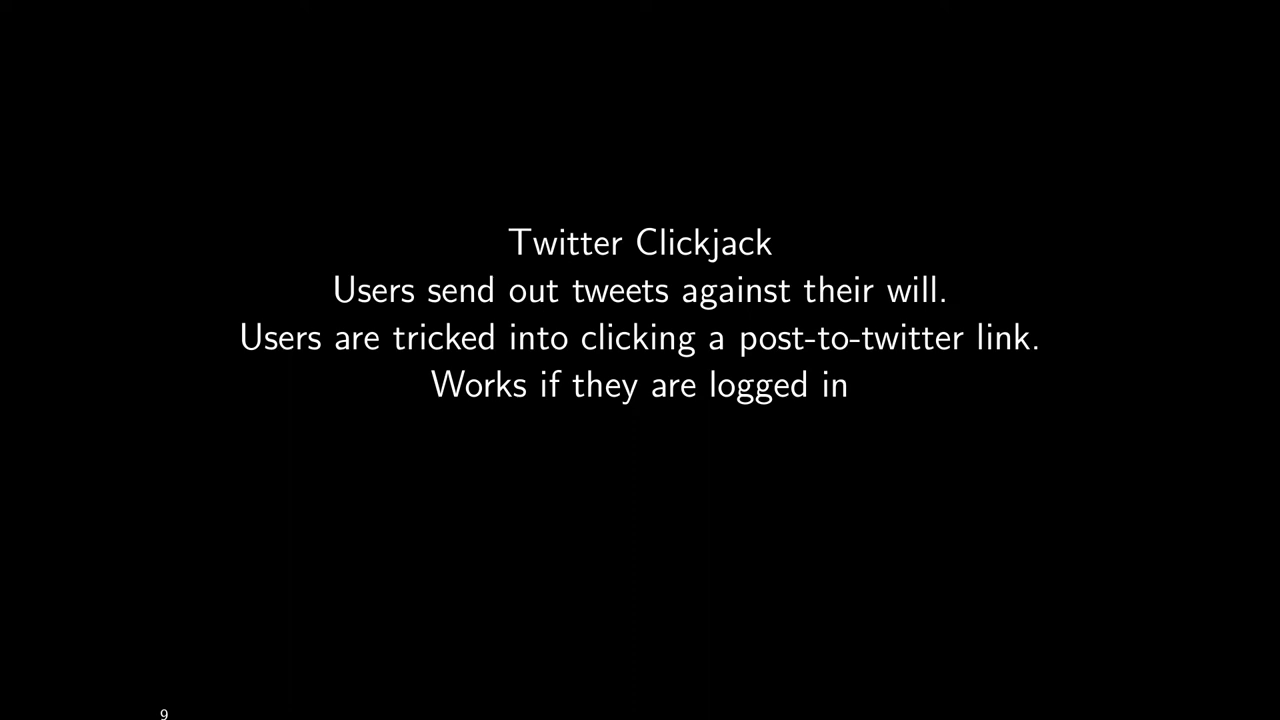 Twitter Clickjack
Users send out tweets against their will.
Users are tricked into clicking a post-to-twitter link.
Works if they are logged in
9